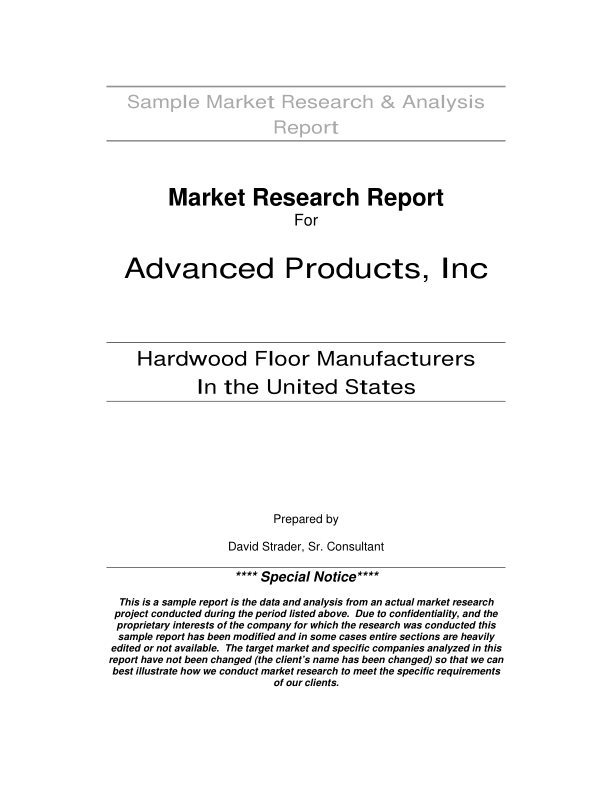 Sample Market Research & Analysis
Report
Market Research Report
For
Advanced Products, Inc
Hardwood Floor Manufacturers
In the United States
Prepared by
David Strader, Sr. Consultant
**** Special Notice****
This is a sample report is the data and analysis from an actual market research
project conducted during the period listed above.  Due to confidentiality, and the
proprietary interests of the company for which the research was conducted this
sample report has been modified and in some cases entire sections are heavily
edited or not available.  The target market and specific companies analyzed in this
report have not been changed (the client’s name has been changed) so that we can
best illustrate how we conduct market research to meet the specific requirements
of our clients.